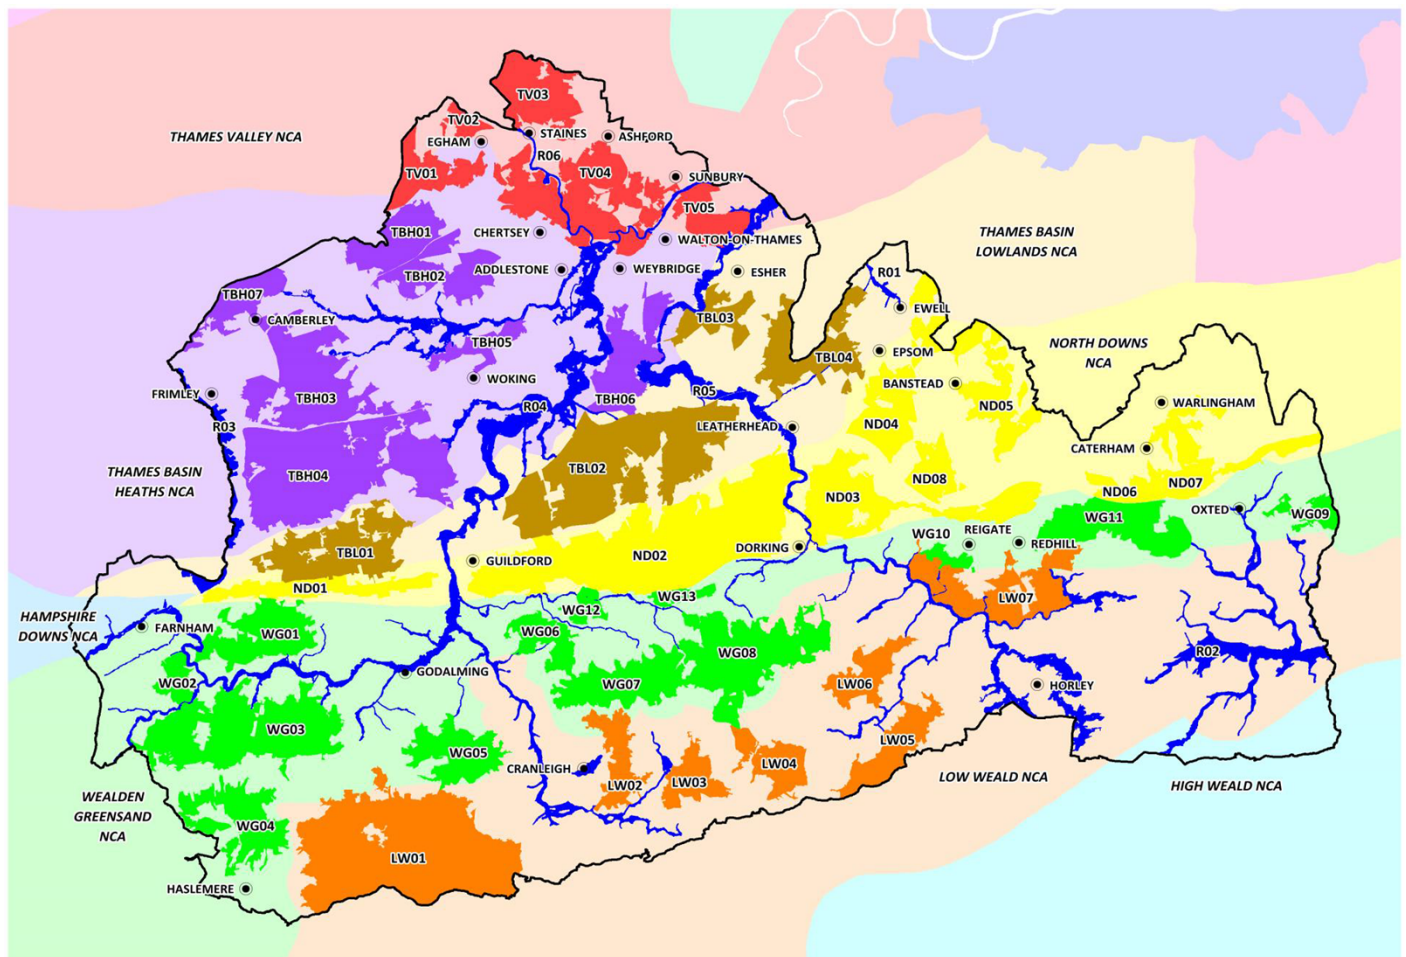 TV03
TV02
STAINES
ASHFORD
THAMES VALLEY NCA
EGHAM
R06
TV01
TV04
SUNBURY
TV05
TBH01
CHERTSEY
WALTON-ON-THAMES
THAMES BASIN
LOWLANDS NCA
TBH02
ADDLESTONE
WEYBRIDGE
ESHER
R01
TBH07
EWELL
CAMBERLEY
TBL03
TBH05
TBL04
EPSOM
NORTH DOWNS
NCA
WOKING
BANSTEAD
FRIMLEY
TBH03
TBH06
R05
R04
ND05
WARLINGHAM
R03
LEATHERHEAD
ND04
CATERHAM
THAMES BASIN
HEATHS NCA
TBH04
TBL02
ND08
ND07
ND06
ND03
OXTED
WG09
WG11
REIGATE
WG10
REDHILL
TBL01
GUILDFORD
ND02
DORKING
ND01
WG13
LW07
WG12
HAMPSHIRE
DOWNS NCA
FARNHAM
WG01
WG06
WG08
R02
GODALMING
WG02
WG07
LW06
HORLEY
WG03
LW05
WG05
CRANLEIGH
LW02
LW03
LW04
LOW WEALD NCA
HIGH WEALD NCA
WEALDEN
GREENSAND
NCA
WG04
LW01
HASLEMERE